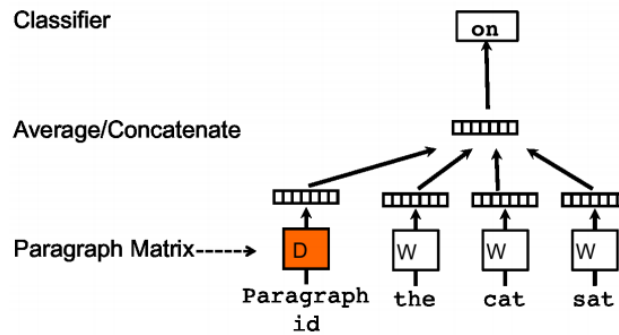 Classifier
on
Average/Concatenate
Paragraph Matrix
D
W
W
W
Paragraph
id
the
cat
sat